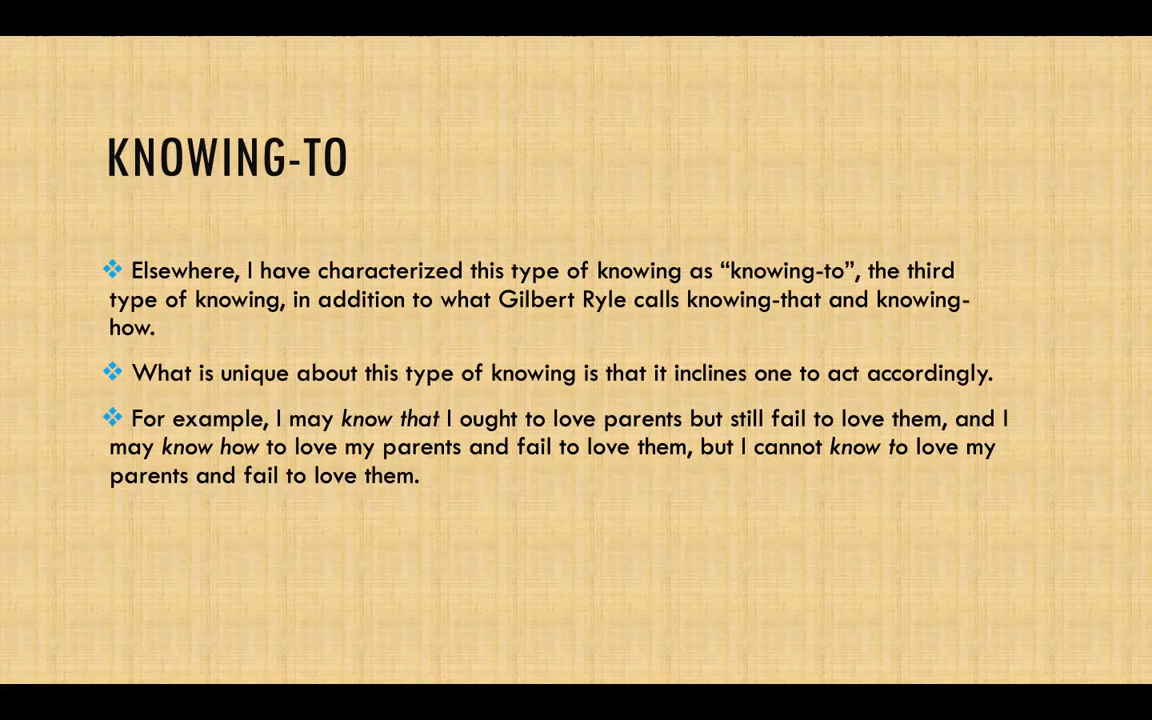 KNOWING-TO
❖ Elsewhere, I have characterized this type of knowing as “knowing-to”, the third
type of knowing, in addition to what Gilbert Ryle calls knowing-that and knowing-
how.
❖ What is unique about this type of knowing is that it inclines one to act accordingly.
❖ For example, I may know that I ought to love parents but still fail to love them, and I
may know how to love my parents and fail to love them, but I cannot know to love my
parents and fail to love them.